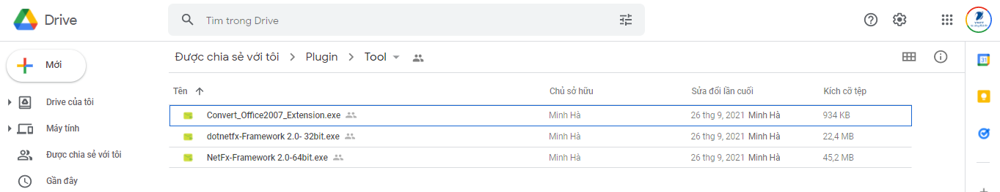 Drive
Tìm trong Drive
Mới
Drive của tôi
Máy tính
Được chia sẻ với tôi
Gần đây
Được chia sẻ với tôi > Plugin > Tool
Tên Chủ sở hữu Sửa đổi lần cuối Kích cỡ tệp
Convert_Office2007_Extension.exe Minh Hà 26 thg 9, 2021 Minh Hà 934 KB
dotnetfx-Framework 2.0- 32bit.exe Minh Hà 26 thg 9, 2021 Minh Hà 22,4 MB
NetFx-Framework 2.0-64bit.exe Minh Hà 26 thg 9, 2021 Minh Hà 45,2 MB
VNPT
31